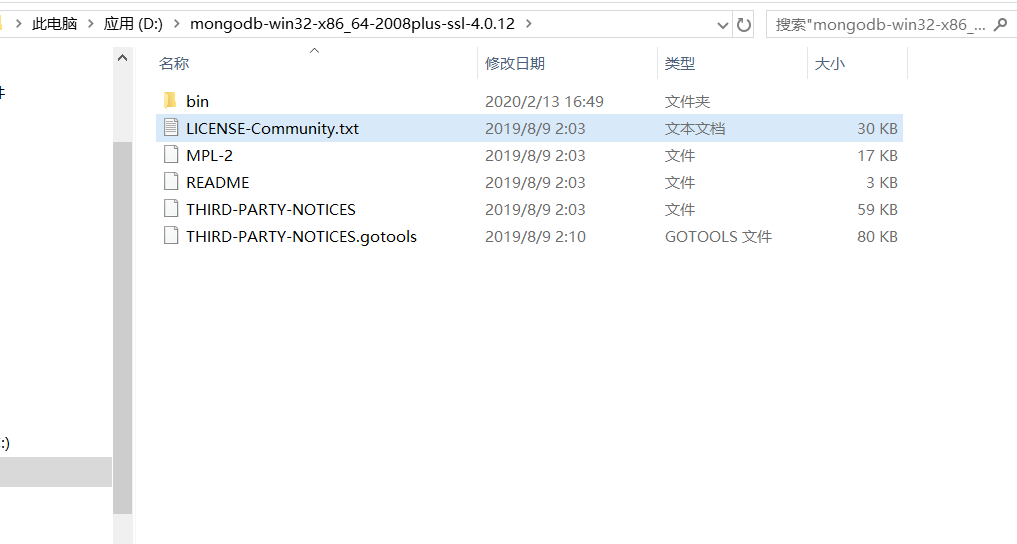 此电脑 > 应用 (D:) > mongodb-win32-x86_64-2008plus-ssl-4.0.12 >
搜索"mongodb-win32-x86_...
名称 修改日期 类型 大小
bin 2020/2/13 16:49 文件夹
LICENSE-Community.txt 2019/8/9 2:03 文本文档 30 KB
MPL-2 2019/8/9 2:03 文件 17 KB
README 2019/8/9 2:03 文件 3 KB
THIRD-PARTY-NOTICES 2019/8/9 2:03 文件 59 KB
THIRD-PARTY-NOTICES.gotools 2019/8/9 2:10 GOTOOLS 文件 80 KB
:)